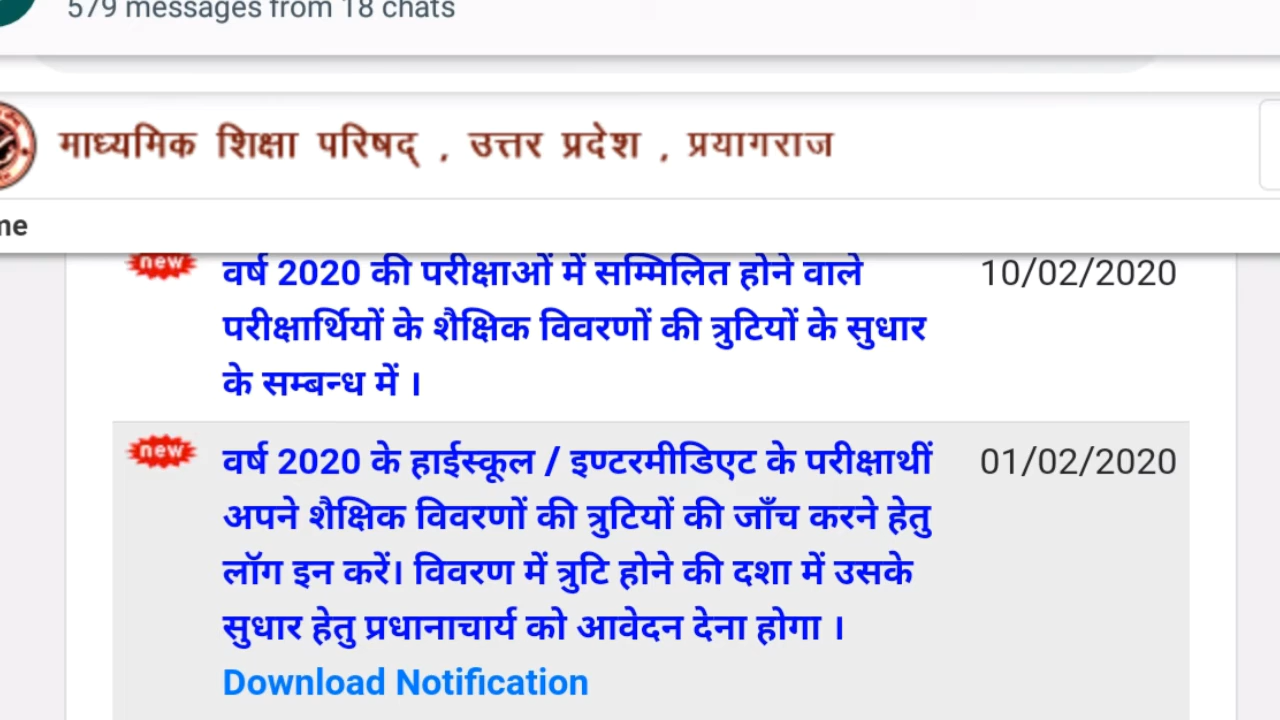 579 messages from 18 chats
माध्यमिक शिक्षा परिषद् , उत्तर प्रदेश , प्रयागराज
me
new वर्ष 2020 की परीक्षाओं में सम्मिलित होने वाले 10/02/2020
परीक्षार्थियों के शैक्षिक विवरणों की त्रुटियों के सुधार
के सम्बन्ध में ।
new वर्ष 2020 के हाईस्कूल / इण्टरमीडिएट के परीक्षार्थी 01/02/2020
अपने शैक्षिक विवरणों की त्रुटियों की जाँच करने हेतु
लॉग इन करें। विवरण में त्रुटि होने की दशा में उसके
सुधार हेतु प्रधानाचार्य को आवेदन देना होगा ।
Download Notification